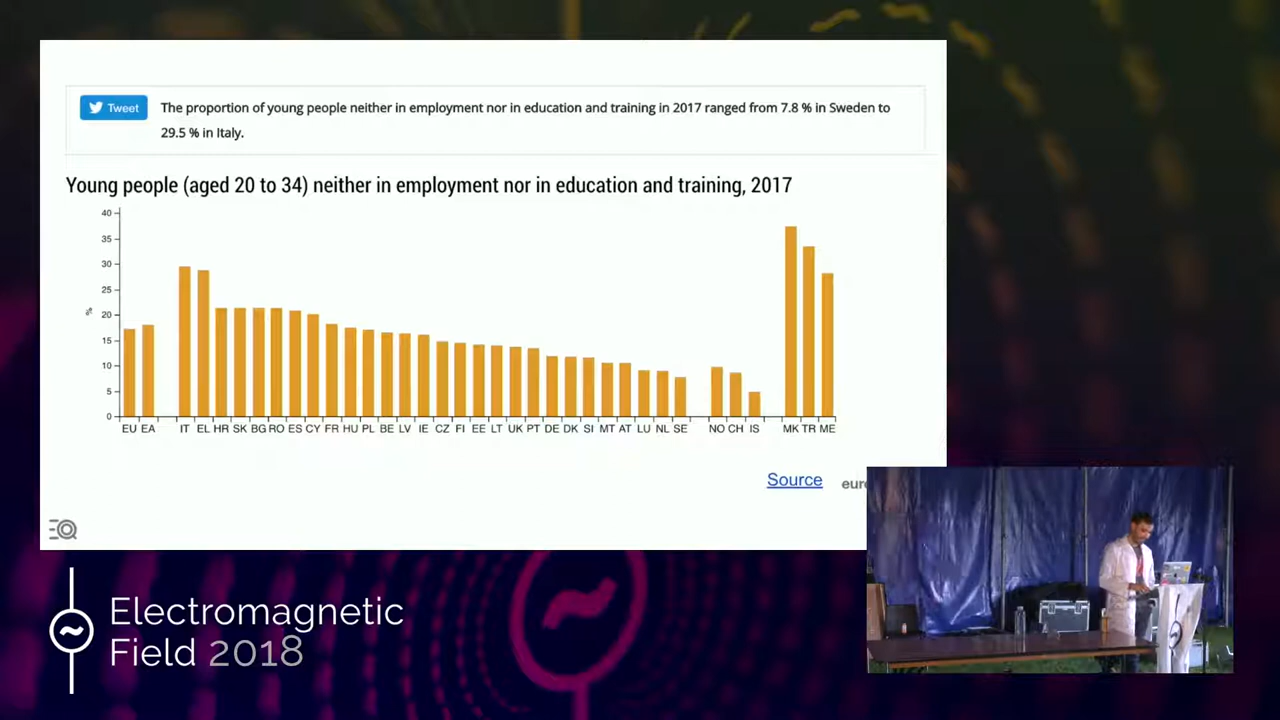 Tweet
The proportion of young people neither in employment nor in education and training in 2017 ranged from 7.8 % in Sweden to
29.5 % in Italy.
Young people (aged 20 to 34) neither in employment nor in education and training, 2017
40
35
30
25
20
15
10
5
0
%
EU EA IT EL HR SK BG RO ES CY FR HU PL BE LV IE CZ FI EE LT UK PT DE DK SI MT AT LU NL SE NO CH IS MK TR ME
Source
Electromagnetic
Field 2018